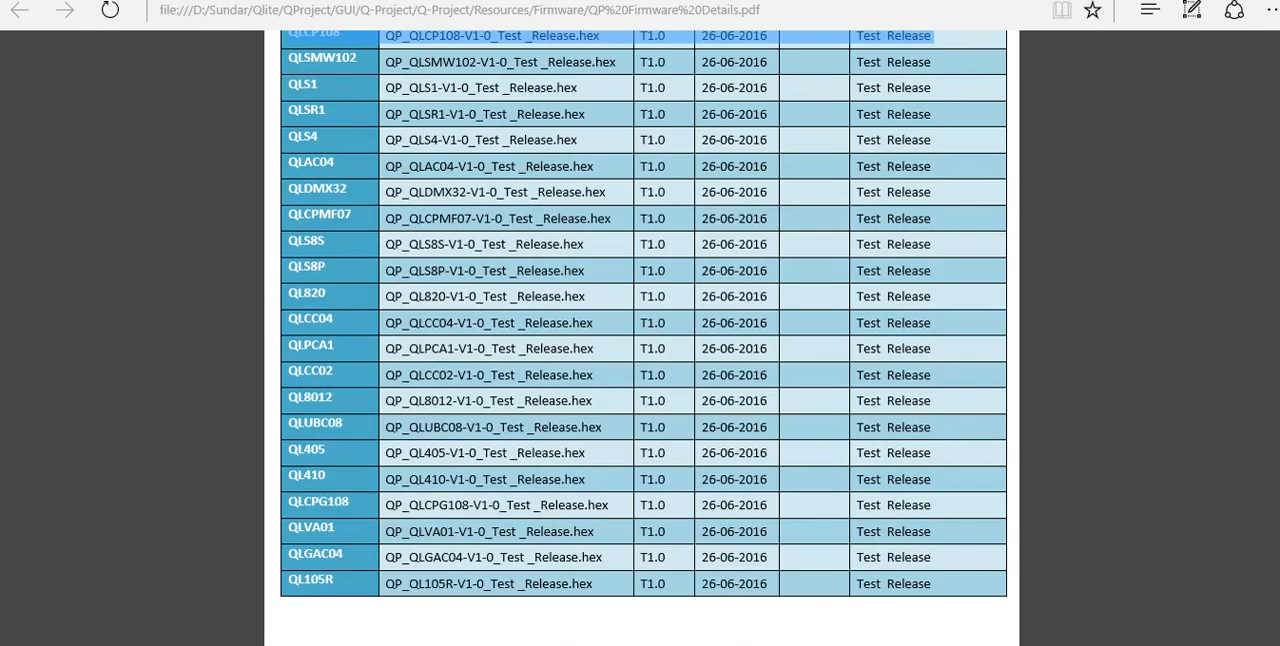 file:///D:/Sundar/Qlite/QProject/GUI/Q-Project/Q-Project/Resources/Firmware/QP%20Firmware%20Details.pdf
QLCP108 QP_QLCP108-V1-0_Test _Release.hex T1.0 26-06-2016 Test Release
QLSMW102 QP_QLSMW102-V1-0_Test _Release.hex T1.0 26-06-2016 Test Release
QLS1 QP_QLS1-V1-0_Test _Release.hex T1.0 26-06-2016 Test Release
QLSR1 QP_QLSR1-V1-0_Test _Release.hex T1.0 26-06-2016 Test Release
QLS4 QP_QLS4-V1-0_Test _Release.hex T1.0 26-06-2016 Test Release
QLAC04 QP_QLAC04-V1-0_Test _Release.hex T1.0 26-06-2016 Test Release
QLDMX32 QP_QLDMX32-V1-0_Test _Release.hex T1.0 26-06-2016 Test Release
QLCPMF07 QP_QLCPMF07-V1-0_Test _Release.hex T1.0 26-06-2016 Test Release
QLS8S QP_QLS8S-V1-0_Test _Release.hex T1.0 26-06-2016 Test Release
QLS8P QP_QLS8P-V1-0_Test _Release.hex T1.0 26-06-2016 Test Release
QL820 QP_QL820-V1-0_Test _Release.hex T1.0 26-06-2016 Test Release
QLCC04 QP_QLCC04-V1-0_Test _Release.hex T1.0 26-06-2016 Test Release
QLPCA1 QP_QLPCA1-V1-0_Test _Release.hex T1.0 26-06-2016 Test Release
QLCC02 QP_QLCC02-V1-0_Test _Release.hex T1.0 26-06-2016 Test Release
QL8012 QP_QL8012-V1-0_Test _Release.hex T1.0 26-06-2016 Test Release
QLUBC08 QP_QLUBC08-V1-0_Test _Release.hex T1.0 26-06-2016 Test Release
QL405 QP_QL405-V1-0_Test _Release.hex T1.0 26-06-2016 Test Release
QL410 QP_QL410-V1-0_Test _Release.hex T1.0 26-06-2016 Test Release
QLCPG108 QP_QLCPG108-V1-0_Test _Release.hex T1.0 26-06-2016 Test Release
QLVA01 QP_QLVA01-V1-0_Test _Release.hex T1.0 26-06-2016 Test Release
QLGAC04 QP_QLGAC04-V1-0_Test _Release.hex T1.0 26-06-2016 Test Release
QL105R QP_QL105R-V1-0_Test _Release.hex T1.0 26-06-2016 Test Release